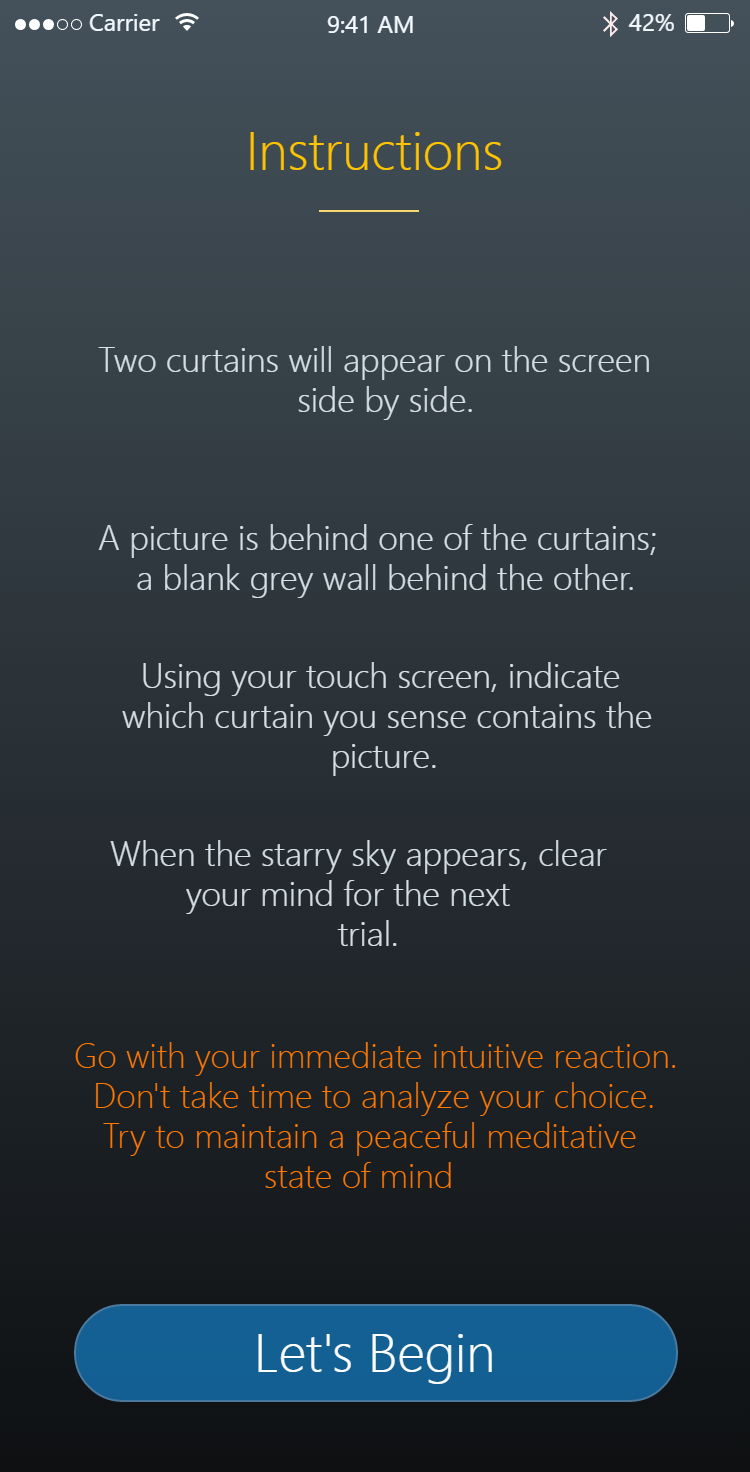 Carrier 9:41 AM 42%
Instructions
Two curtains will appear on the screen
side by side.
A picture is behind one of the curtains;
a blank grey wall behind the other.
Using your touch screen, indicate
which curtain you sense contains the
picture.
When the starry sky appears, clear
your mind for the next
trial.
Go with your immediate intuitive reaction.
Don't take time to analyze your choice.
Try to maintain a peaceful meditative
state of mind
Let's Begin